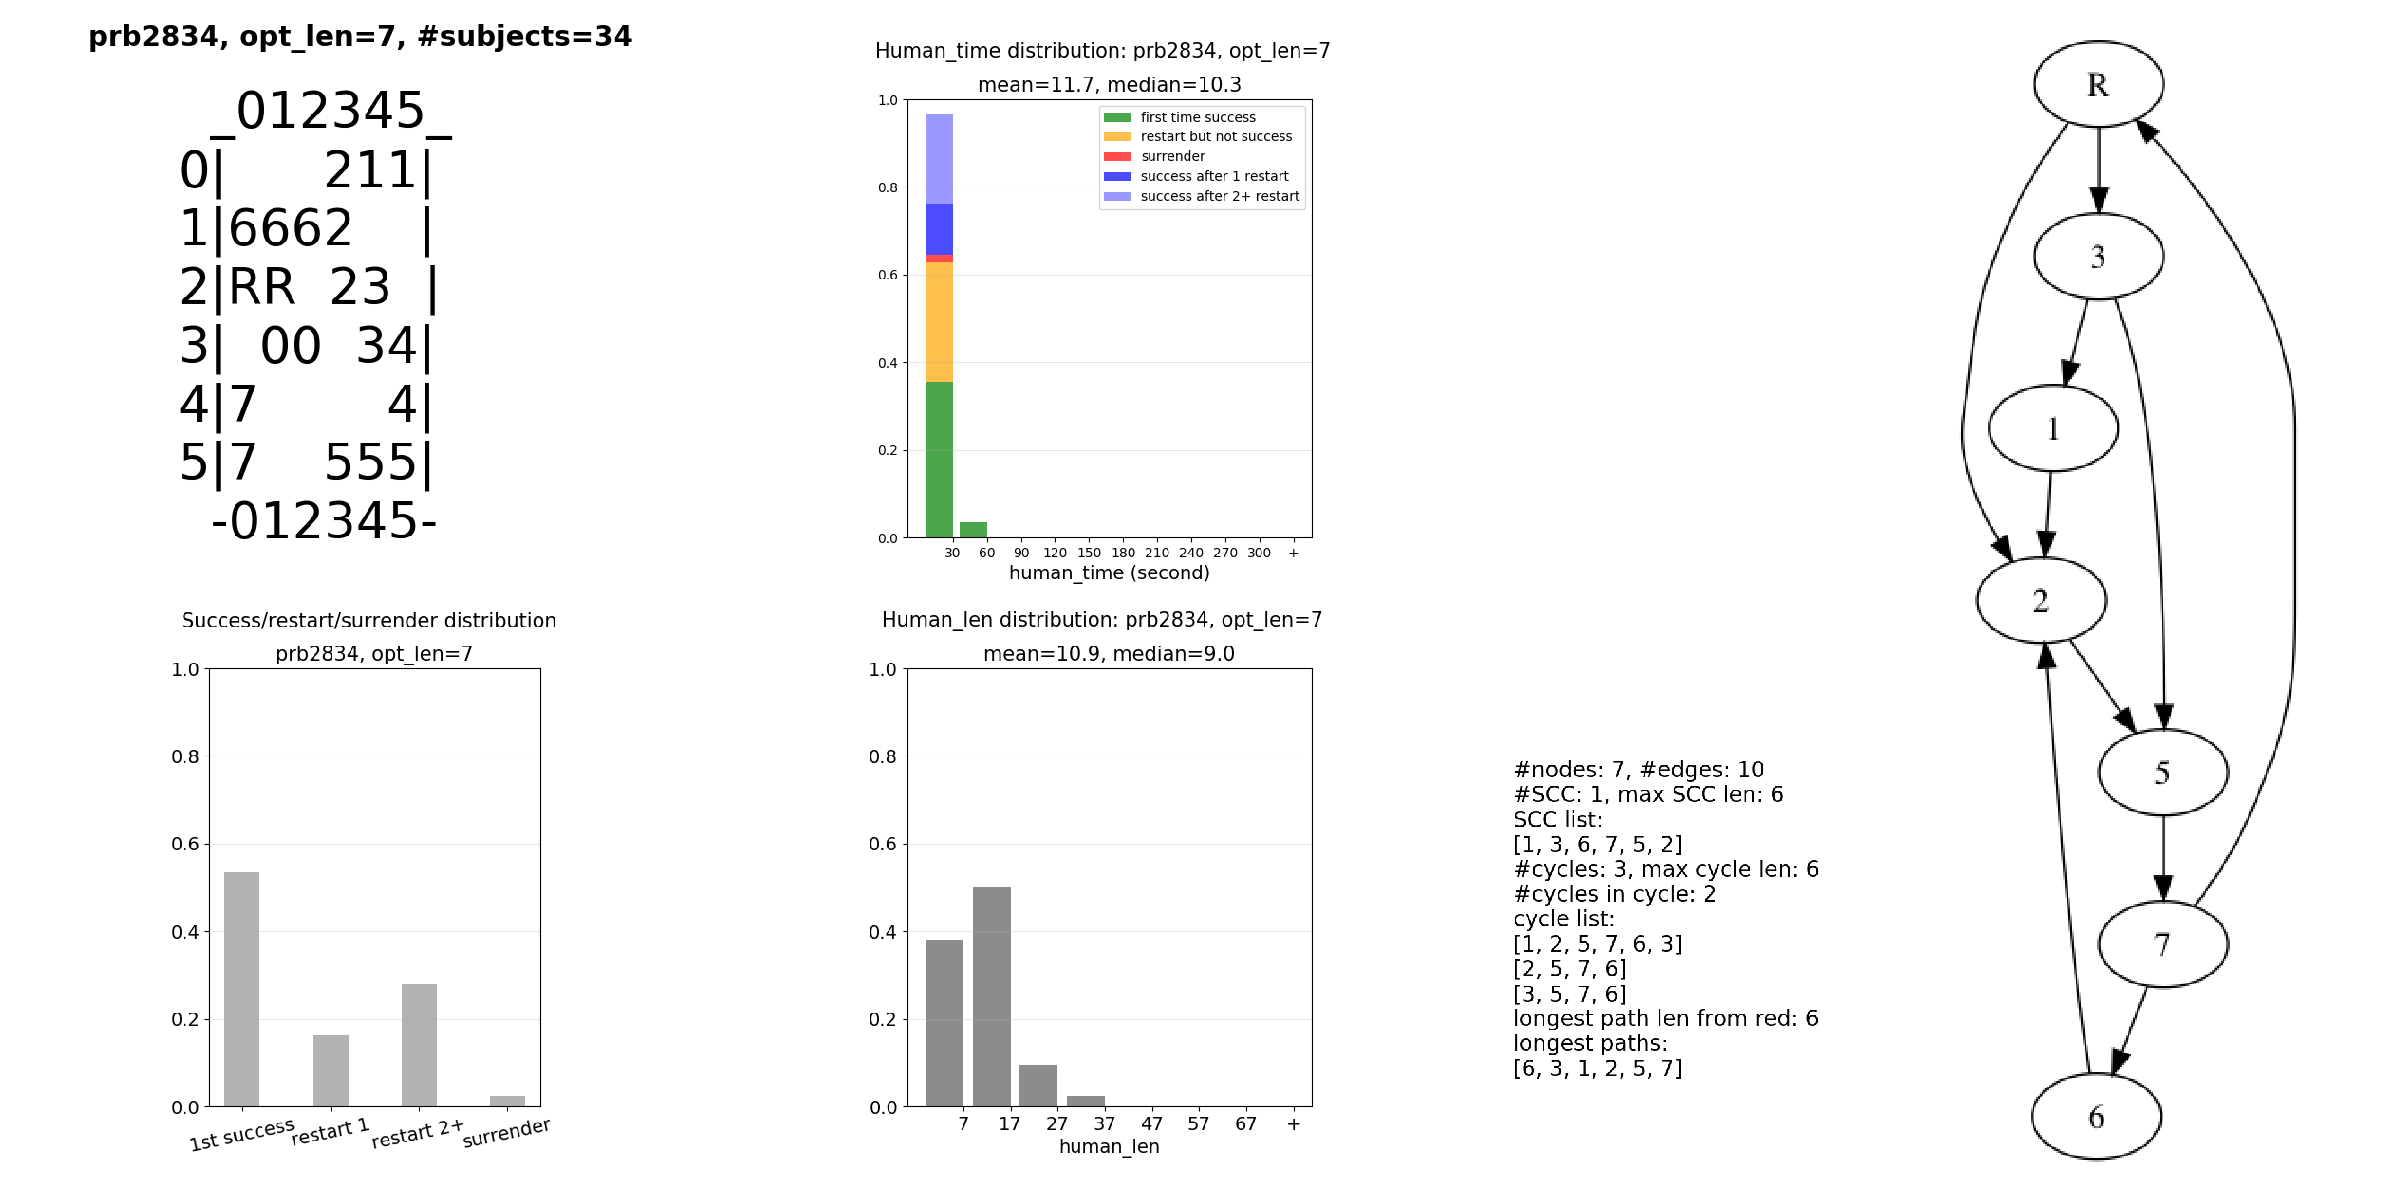 prb2834, opt_len=7, #subjects=34
_012345_
0|   211|
1|6662  |
2|RR 23 |
3| 00 34|
4|7    4|
5|7  555|
-012345-
Human_time distribution: prb2834, opt_len=7
mean=11.7, median=10.3
1.0
0.8
0.6
0.4
0.2
0.0
first time success
restart but not success
surrender
success after 1 restart
success after 2+ restart
30 60 90 120 150 180 210 240 270 300 +
human_time (second)
Success/restart/surrender distribution
prb2834, opt_len=7
1.0
0.8
0.6
0.4
0.2
0.0
1st success restart 1 restart 2+ surrender
Human_len distribution: prb2834, opt_len=7
mean=10.9, median=9.0
1.0
0.8
0.6
0.4
0.2
0.0
7 17 27 37 47 57 67 +
human_len
#nodes: 7, #edges: 10
#SCC: 1, max SCC len: 6
SCC list:
[1, 3, 6, 7, 5, 2]
#cycles: 3, max cycle len: 6
#cycles in cycle: 2
cycle list:
[1, 2, 5, 7, 6, 3]
[2, 5, 7, 6]
[3, 5, 7, 6]
longest path len from red: 6
longest paths:
[6, 3, 1, 2, 5, 7]
R
3
1
2
5
7
6